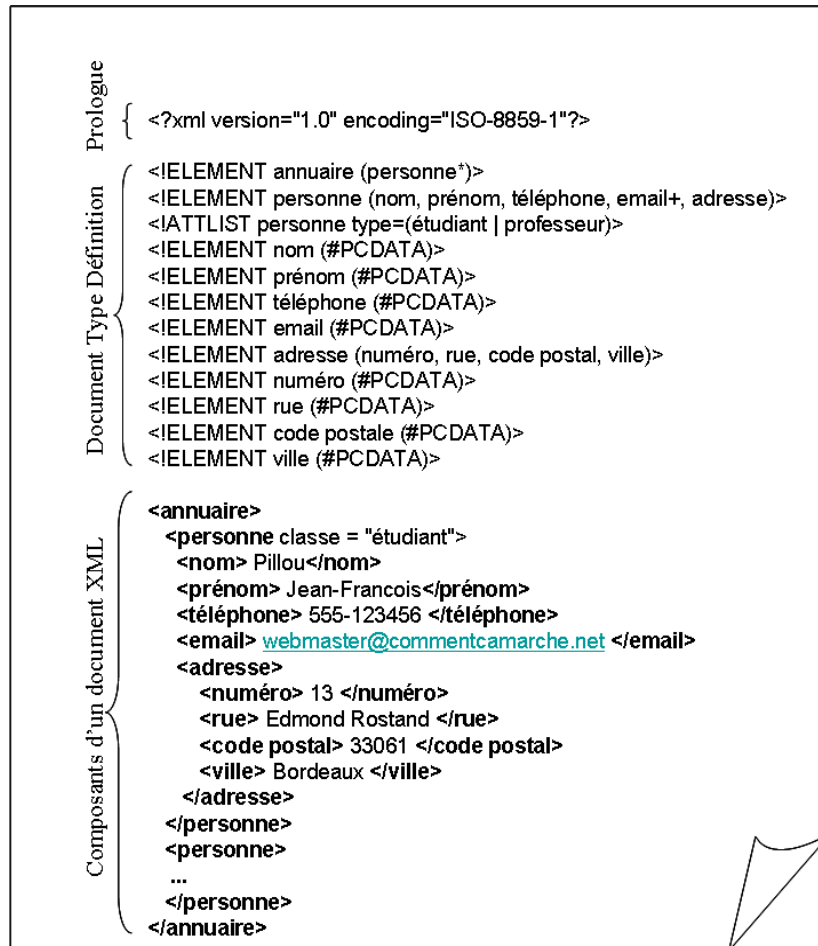 Prologue
<?xml version="1.0" encoding="ISO-8859-1"?>
Document Type Définition
<!ELEMENT annuaire (personne*)>
<!ELEMENT personne (nom, prénom, téléphone, email+, adresse)>
<!ATTLIST personne type=(étudiant | professeur)>
<!ELEMENT nom (#PCDATA)>
<!ELEMENT prénom (#PCDATA)>
<!ELEMENT téléphone (#PCDATA)>
<!ELEMENT email (#PCDATA)>
<!ELEMENT adresse (numéro, rue, code postal, ville)>
<!ELEMENT numéro (#PCDATA)>
<!ELEMENT rue (#PCDATA)>
<!ELEMENT code postale (#PCDATA)>
<!ELEMENT ville (#PCDATA)>
Composants d'un document XML
<annuaire>
<personne classe = "étudiant">
<nom> Pillou</nom>
<prénom> Jean-Francois</prénom>
<téléphone> 555-123456 </téléphone>
<email> webmaster@commentcamarche.net </email>
<adresse>
<numéro> 13 </numéro>
<rue> Edmond Rostand </rue>
<code postal> 33061 </code postal>
<ville> Bordeaux </ville>
</adresse>
</personne>
<personne>
...
</personne>
</annuaire>